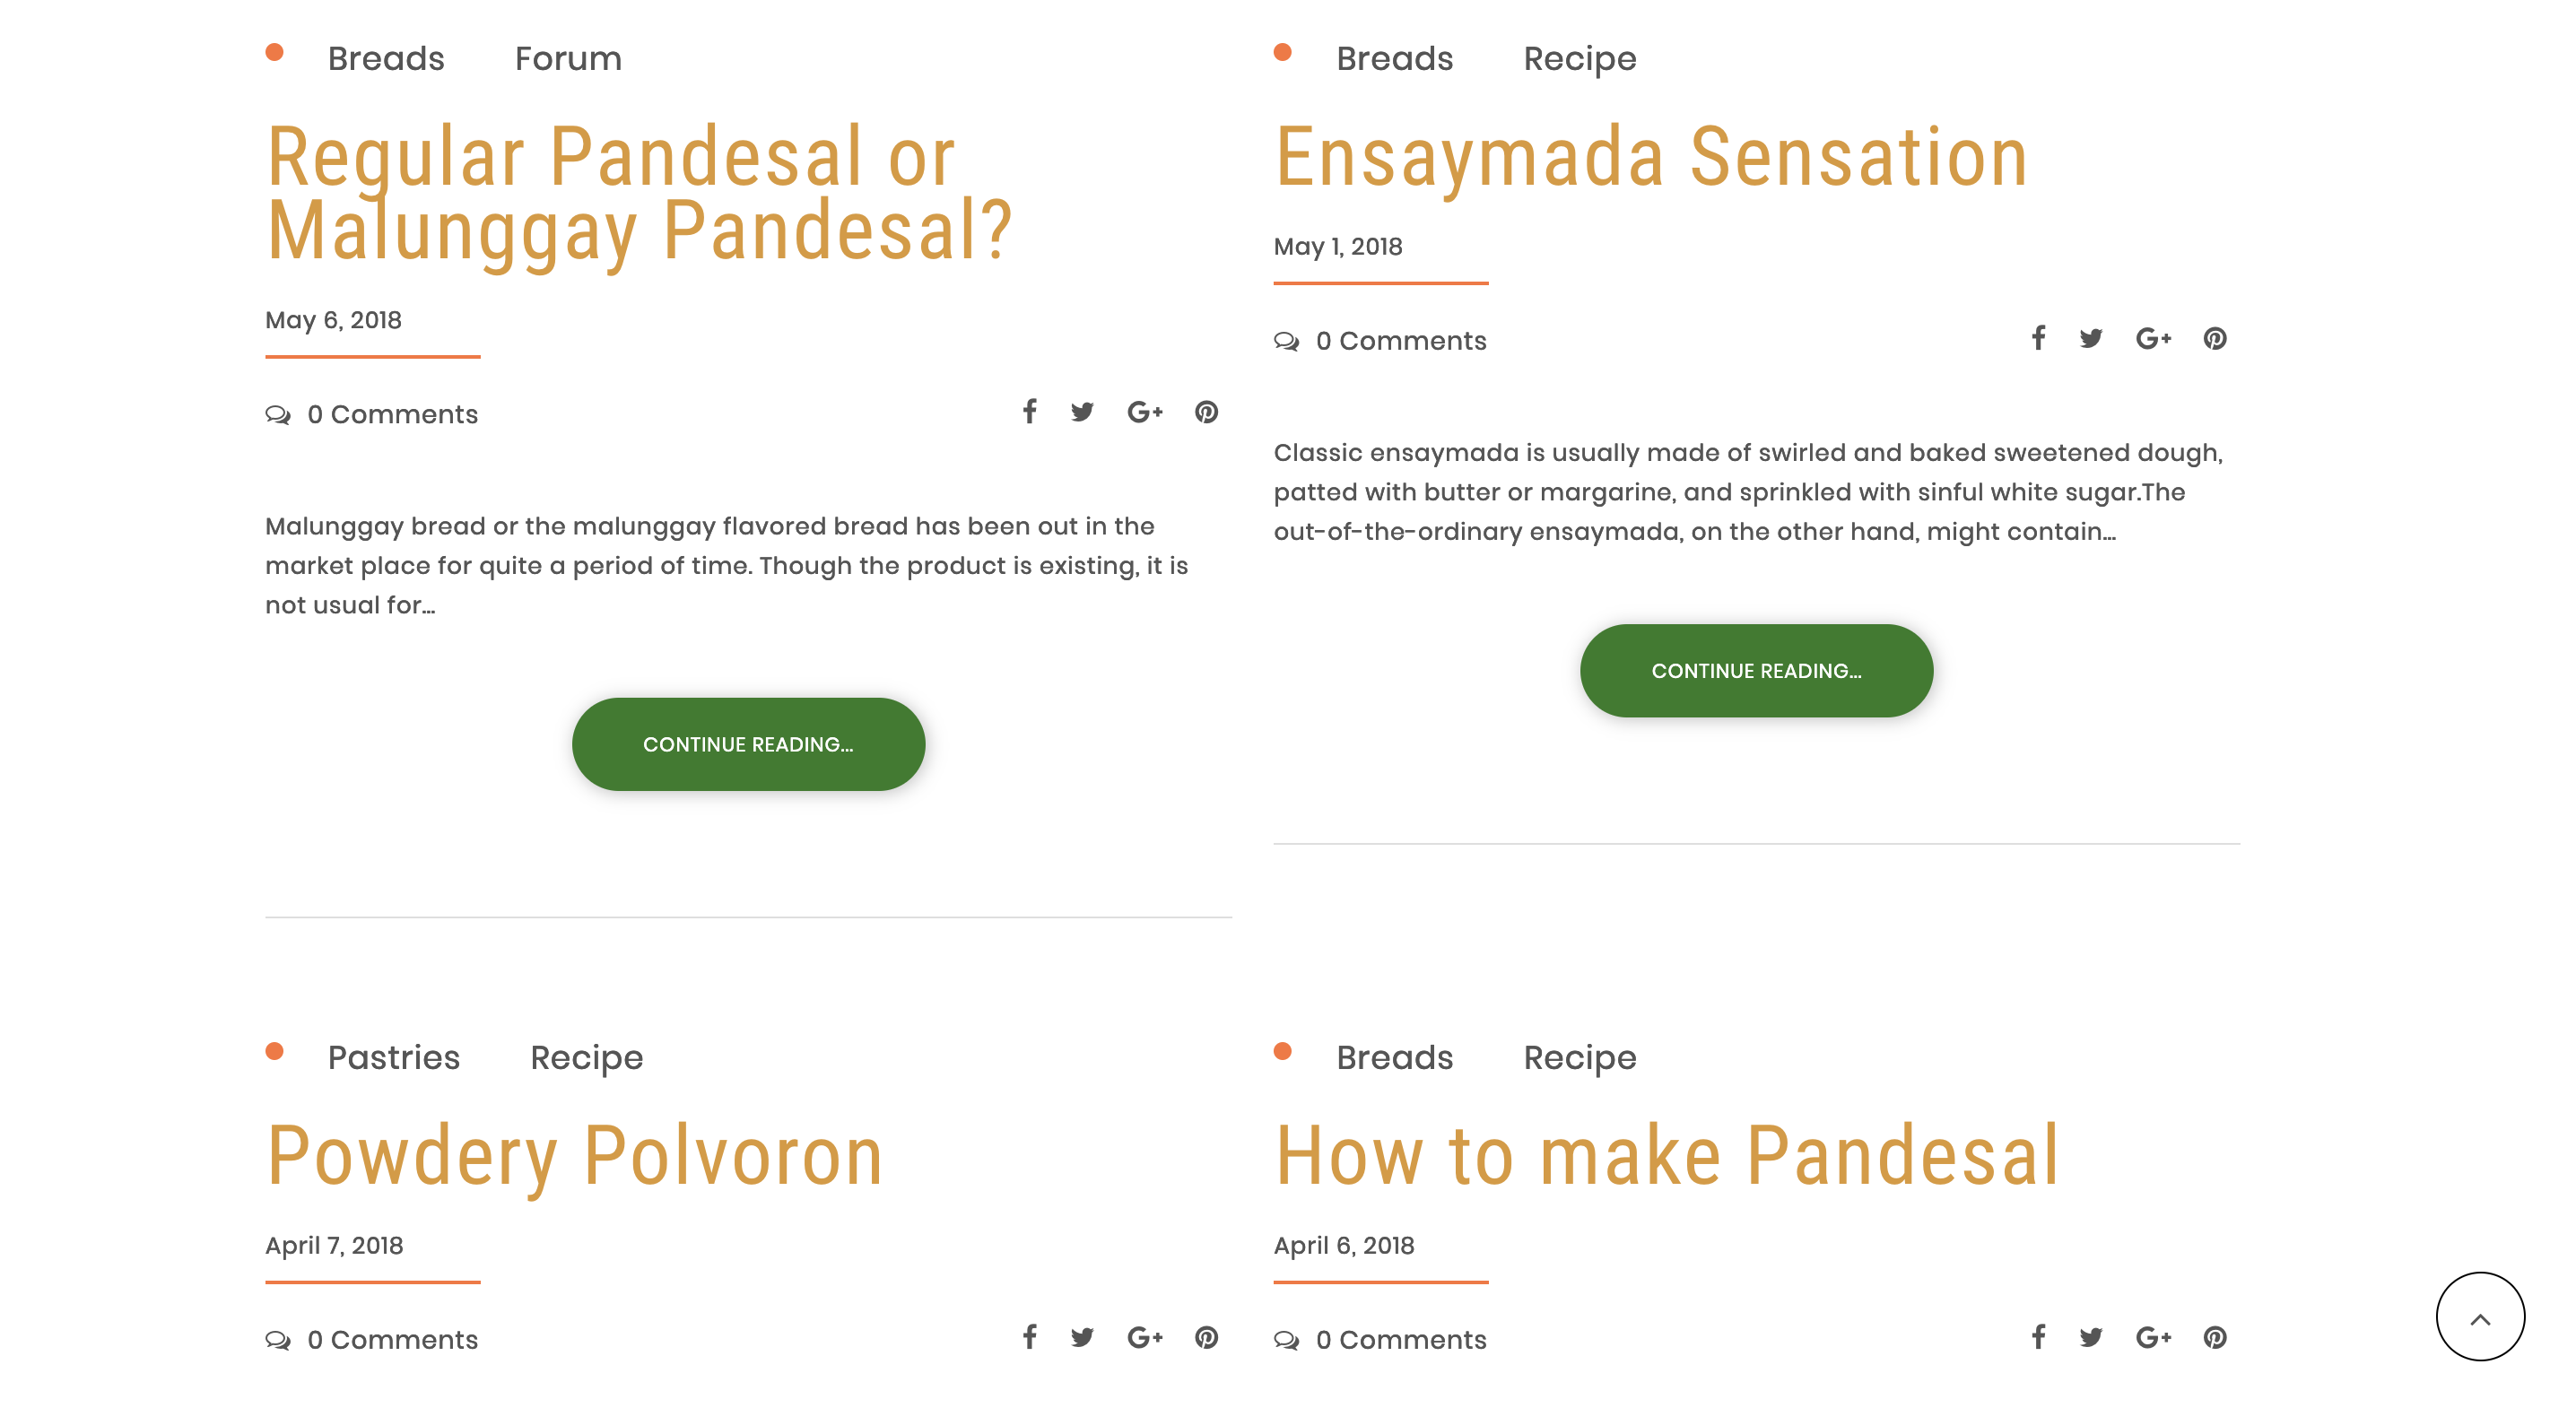 Breads Forum
Regular Pandesal or
Malunggay Pandesal?
May 6, 2018
0 Comments
Malunggay bread or the malunggay flavored bread has been out in the
market place for quite a period of time. Though the product is existing, it is
not usual for...
CONTINUE READING...
Breads Recipe
Ensaymada Sensation
May 1, 2018
0 Comments
Classic ensaymada is usually made of swirled and baked sweetened dough,
patted with butter or margarine, and sprinkled with sinful white sugar.The
out-of-the-ordinary ensaymada, on the other hand, might contain...
CONTINUE READING...
Pastries Recipe
Powdery Polvoron
April 7, 2018
0 Comments
Breads Recipe
How to make Pandesal
April 6, 2018
0 Comments